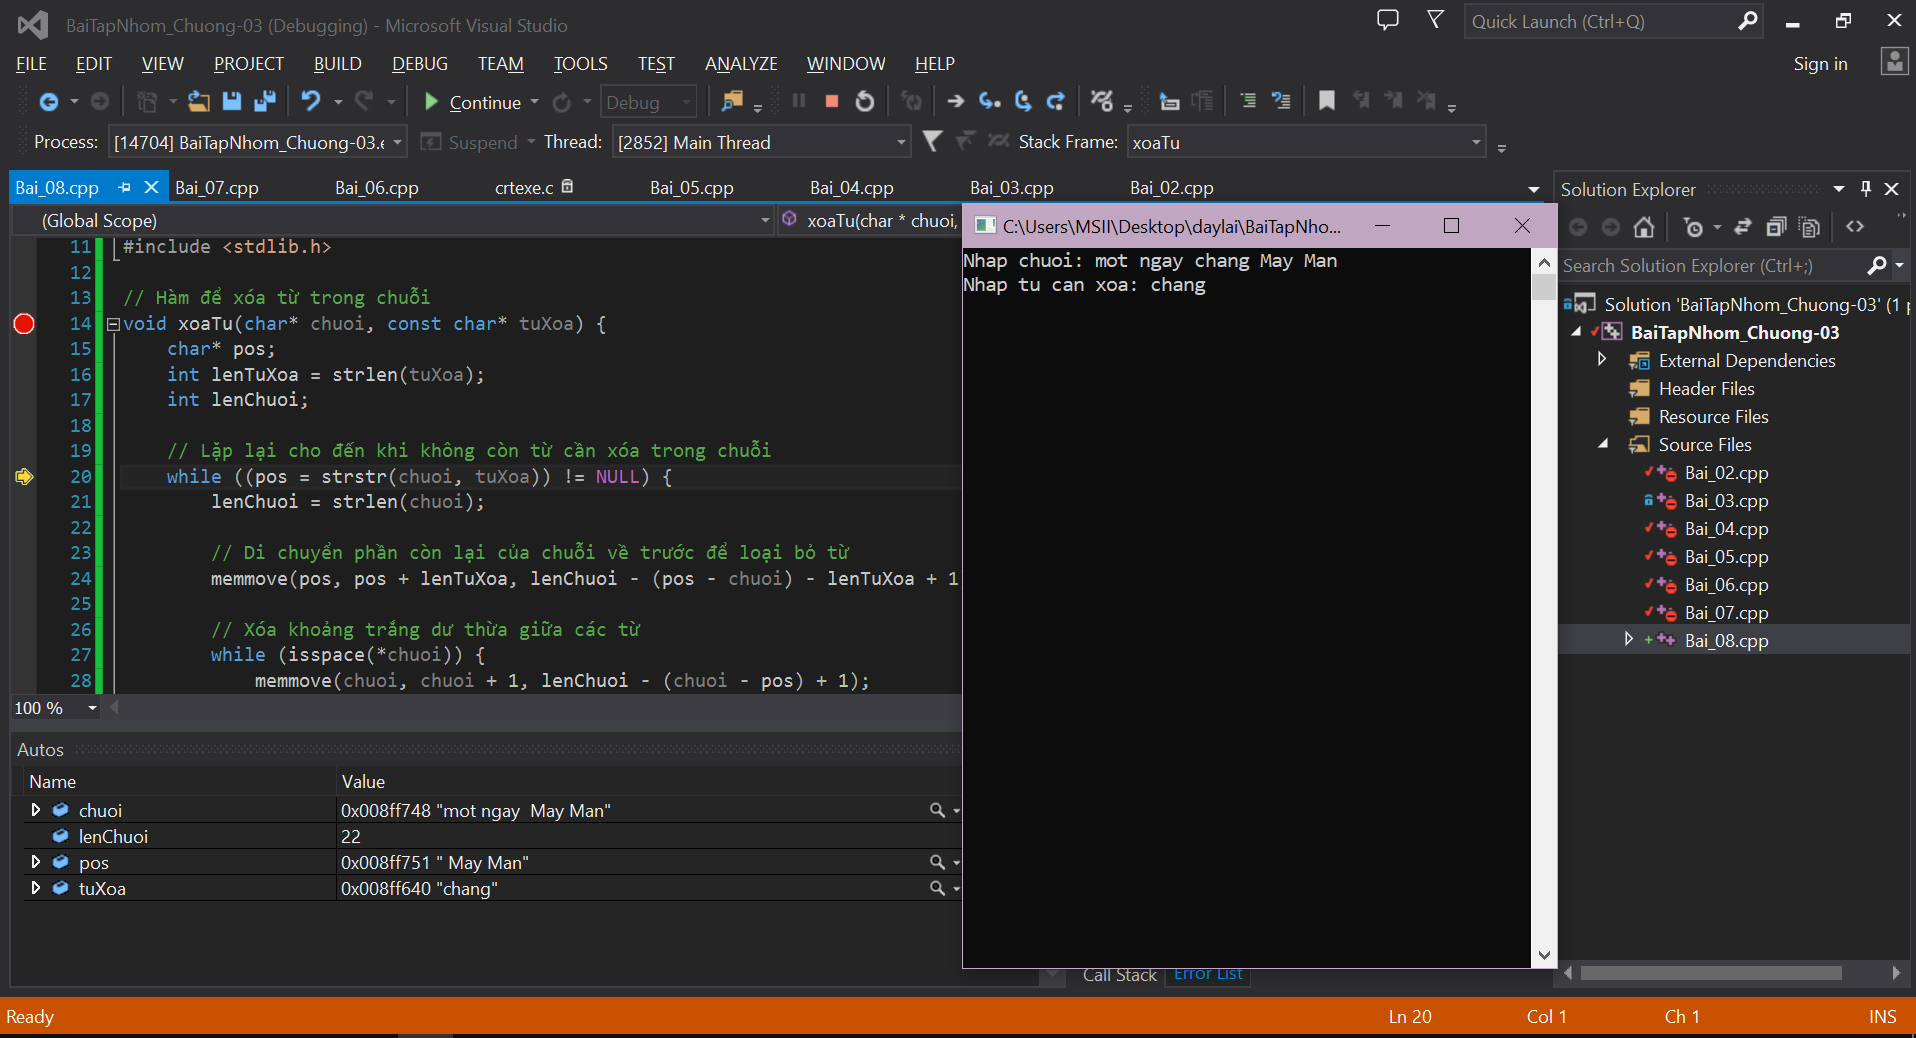 BaiTapNhom_Chuong-03 (Debugging) - Microsoft Visual Studio
Quick Launch (Ctrl+Q)
FILE EDIT VIEW PROJECT BUILD DEBUG TEAM TOOLS TEST ANALYZE WINDOW HELP
Sign in
Continue Debug
Process: [14704] BaiTapNhom_Chuong-03.e Suspend Thread: [2852] Main Thread Stack Frame: xoaTu
Bai_08.cpp Bai_07.cpp Bai_06.cpp crtexe.c Bai_05.cpp Bai_04.cpp Bai_03.cpp Bai_02.cpp
(Global Scope) xoaTu(char * chuoi,
11 #include <stdlib.h>
12
13 // Hàm để xóa từ trong chuỗi
14 void xoaTu(char* chuoi, const char* tuXoa) {
15 char* pos;
16 int lenTuXoa = strlen(tuXoa);
17 int lenChuoi;
18
19 // Lặp lại cho đến khi không còn từ cần xóa trong chuỗi
20 while ((pos = strstr(chuoi, tuXoa)) != NULL) {
21 lenChuoi = strlen(chuoi);
22
23 // Di chuyển phần còn lại của chuỗi về trước để loại bỏ từ
24 memmove(pos, pos + lenTuXoa, lenChuoi - (pos - chuoi) - lenTuXoa + 1
25
26 // Xóa khoảng trắng dư thừa giữa các từ
27 while (isspace(*chuoi)) {
28 memmove(chuoi, chuoi + 1, lenChuoi - (chuoi - pos) + 1);
100 %
Autos
Name Value
chuoi 0x008ff748 "mot ngay  May Man"
lenChuoi 22
pos 0x008ff751 " May Man"
tuXoa 0x008ff640 "chang"
C:\Users\MSII\Desktop\daylai\BaiTapNho...
Nhap chuoi: mot ngay chang May Man
Nhap tu can xoa: chang
Call Stack Error List
Solution Explorer
Search Solution Explorer (Ctrl+;)
Solution 'BaiTapNhom_Chuong-03' (1 p
BaiTapNhom_Chuong-03
External Dependencies
Header Files
Resource Files
Source Files
Bai_02.cpp
Bai_03.cpp
Bai_04.cpp
Bai_05.cpp
Bai_06.cpp
Bai_07.cpp
Bai_08.cpp
Ready Ln 20 Col 1 Ch 1 INS